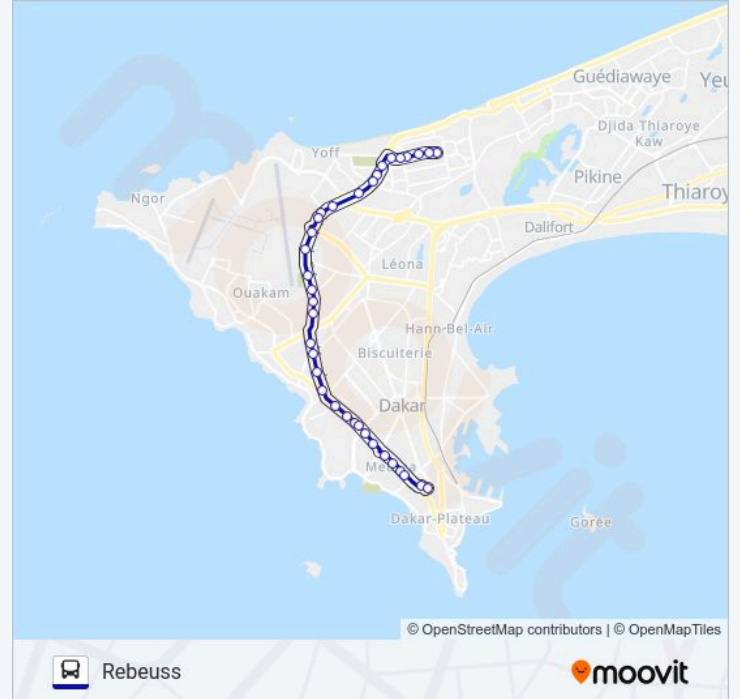 Guédiawaye
Yeu
Djida Thiaroye
Kaw
Yoff
Pikine
Ngor
Thiaroy
Dalifort
Léona
Ouakam
Hann-Bel-Air
Biscuiterie
Dakar
Dakar-Plateau
Gorée
© OpenStreetMap contributors | © OpenMapTiles
Rebeuss
moovit